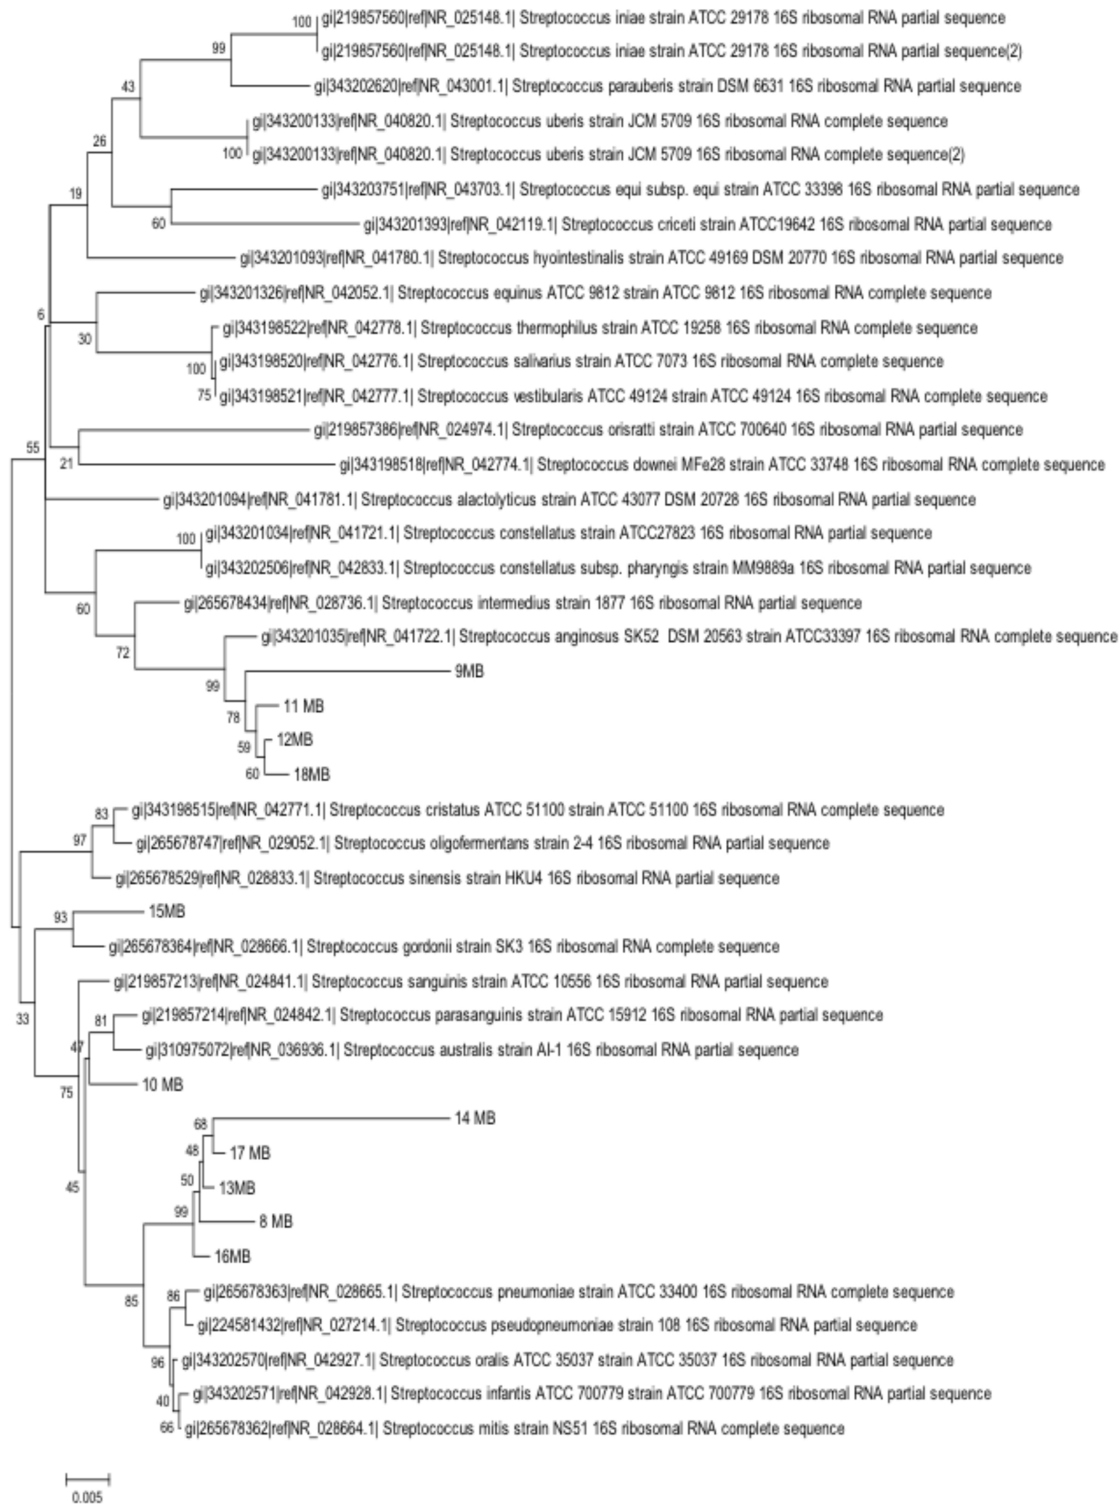 100 gi|219857560|ref|NR_025148.1| Streptococcus iniae strain ATCC 29178 16S ribosomal RNA partial sequence
99
gi|219857560|ref|NR_025148.1| Streptococcus iniae strain ATCC 29178 16S ribosomal RNA partial sequence(2)
43
gi|343202620|ref|NR_043001.1| Streptococcus parauberis strain DSM 6631 16S ribosomal RNA partial sequence
gi|343200133|ref|NR_040820.1| Streptococcus uberis strain JCM 5709 16S ribosomal RNA complete sequence
26
100 gi|343200133|ref|NR_040820.1| Streptococcus uberis strain JCM 5709 16S ribosomal RNA complete sequence(2)
19
gi|343203751|ref|NR_043703.1| Streptococcus equi subsp. equi strain ATCC 33398 16S ribosomal RNA partial sequence
60
gi|343201393|ref|NR_042119.1| Streptococcus criceti strain ATCC19642 16S ribosomal RNA partial sequence
gi|343201093|ref|NR_041780.1| Streptococcus hyointestinalis strain ATCC 49169 DSM 20770 16S ribosomal RNA partial sequence
gi|343201326|ref|NR_042052.1| Streptococcus equinus ATCC 9812 strain ATCC 9812 16S ribosomal RNA complete sequence
6
gi|343198522|ref|NR_042778.1| Streptococcus thermophilus strain ATCC 19258 16S ribosomal RNA complete sequence
30
gi|343198520|ref|NR_042776.1| Streptococcus salivarius strain ATCC 7073 16S ribosomal RNA complete sequence
100
75 gi|343198521|ref|NR_042777.1| Streptococcus vestibularis ATCC 49124 strain ATCC 49124 16S ribosomal RNA complete sequence
gi|219857386|ref|NR_024974.1| Streptococcus orisratti strain ATCC 700640 16S ribosomal RNA partial sequence
55
21
gi|343198518|ref|NR_042774.1| Streptococcus downei MFe28 strain ATCC 33748 16S ribosomal RNA complete sequence
gi|343201094|ref|NR_041781.1| Streptococcus alactolyticus strain ATCC 43077 DSM 20728 16S ribosomal RNA partial sequence
100 gi|343201034|ref|NR_041721.1| Streptococcus constellatus strain ATCC27823 16S ribosomal RNA partial sequence
gi|343202506|ref|NR_042833.1| Streptococcus constellatus subsp. pharyngis strain MM9889a 16S ribosomal RNA partial sequence
60
gi|265678434|ref|NR_028736.1| Streptococcus intermedius strain 1877 16S ribosomal RNA partial sequence
gi|343201035|ref|NR_041722.1| Streptococcus anginosus SK52 DSM 20563 strain ATCC33397 16S ribosomal RNA complete sequence
72
9MB
99
11 MB
78
12MB
59
60
18MB
83 gi|343198515|ref|NR_042771.1| Streptococcus cristatus ATCC 51100 strain ATCC 51100 16S ribosomal RNA complete sequence
97
gi|265678747|ref|NR_029052.1| Streptococcus oligofermentans strain 2-4 16S ribosomal RNA partial sequence
gi|265678529|ref|NR_028833.1| Streptococcus sinensis strain HKU4 16S ribosomal RNA partial sequence
15MB
93
gi|265678364|ref|NR_028666.1| Streptococcus gordonii strain SK3 16S ribosomal RNA complete sequence
gi|219857213|ref|NR_024841.1| Streptococcus sanguinis strain ATCC 10556 16S ribosomal RNA partial sequence
33
81 gi|219857214|ref|NR_024842.1| Streptococcus parasanguinis strain ATCC 15912 16S ribosomal RNA partial sequence
47
gi|310975072|ref|NR_036936.1| Streptococcus australis strain AI-1 16S ribosomal RNA partial sequence
10 MB
75
14 MB
68
17 MB
48
50
13MB
45
99
8 MB
16MB
gi|265678363|ref|NR_028665.1| Streptococcus pneumoniae strain ATCC 33400 16S ribosomal RNA complete sequence
86
85
gi|224581432|ref|NR_027214.1| Streptococcus pseudopneumoniae strain 108 16S ribosomal RNA partial sequence
96 gi|343202570|ref|NR_042927.1| Streptococcus oralis ATCC 35037 strain ATCC 35037 16S ribosomal RNA partial sequence
gi|343202571|ref|NR_042928.1| Streptococcus infantis ATCC 700779 strain ATCC 700779 16S ribosomal RNA partial sequence
40
66 gi|265678362|ref|NR_028664.1| Streptococcus mitis strain NS51 16S ribosomal RNA complete sequence
0.005